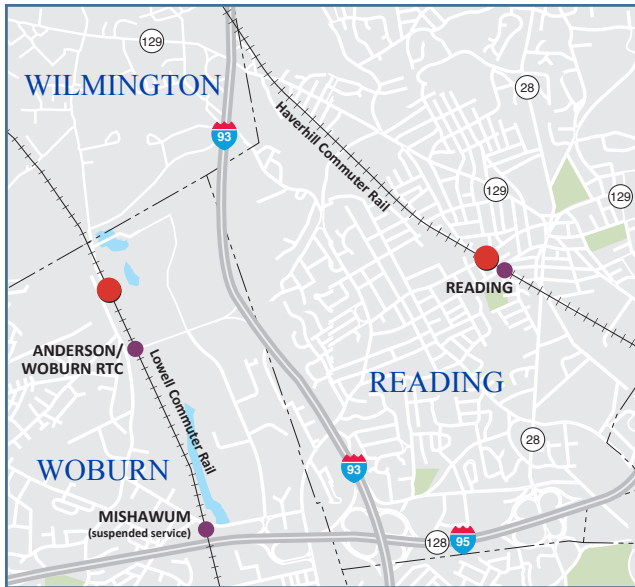 129
WILMINGTON
28
93
Haverhill Commuter Rail
129
129
READING
ANDERSON/
WOBURN RTC
Lowell Commuter Rail
READING
28
WOBURN
93
MISHAWUM
(suspended service)
128
95